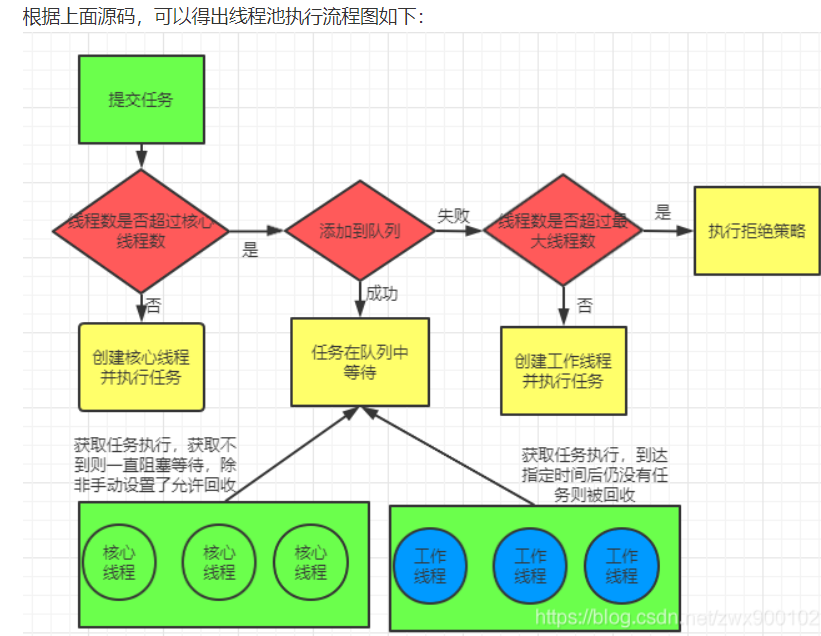 根据上面源码，可以得出线程池执行流程图如下：
提交任务
线程数是否超过核心
线程数
是
否
添加到队列
失败
成功
线程数是否超过最
大线程数
是
否
执行拒绝策略
创建核心线程
并执行任务
任务在队列中
等待
创建工作线程
并执行任务
获取任务执行，获取不
到则一直阻塞等待，除
非手动设置了允许回收
获取任务执行，到达
指定时间后仍没有任
务则被回收
核心
线程
核心
线程
核心
线程
工作
线程
工作
线程
工作
线程
https://blog.csdn.net/zwx900102